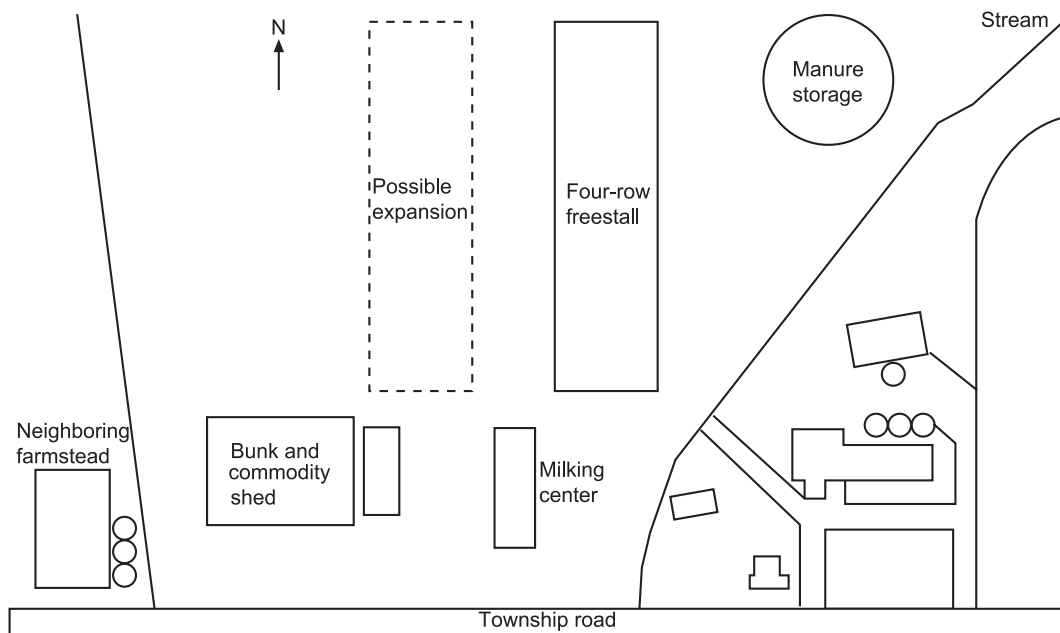 Stream
N
Manure
storage
Possible
expansion
Four-row
freestall
Neighboring
farmstead
Bunk and
commodity
shed
Milking
center
Township road